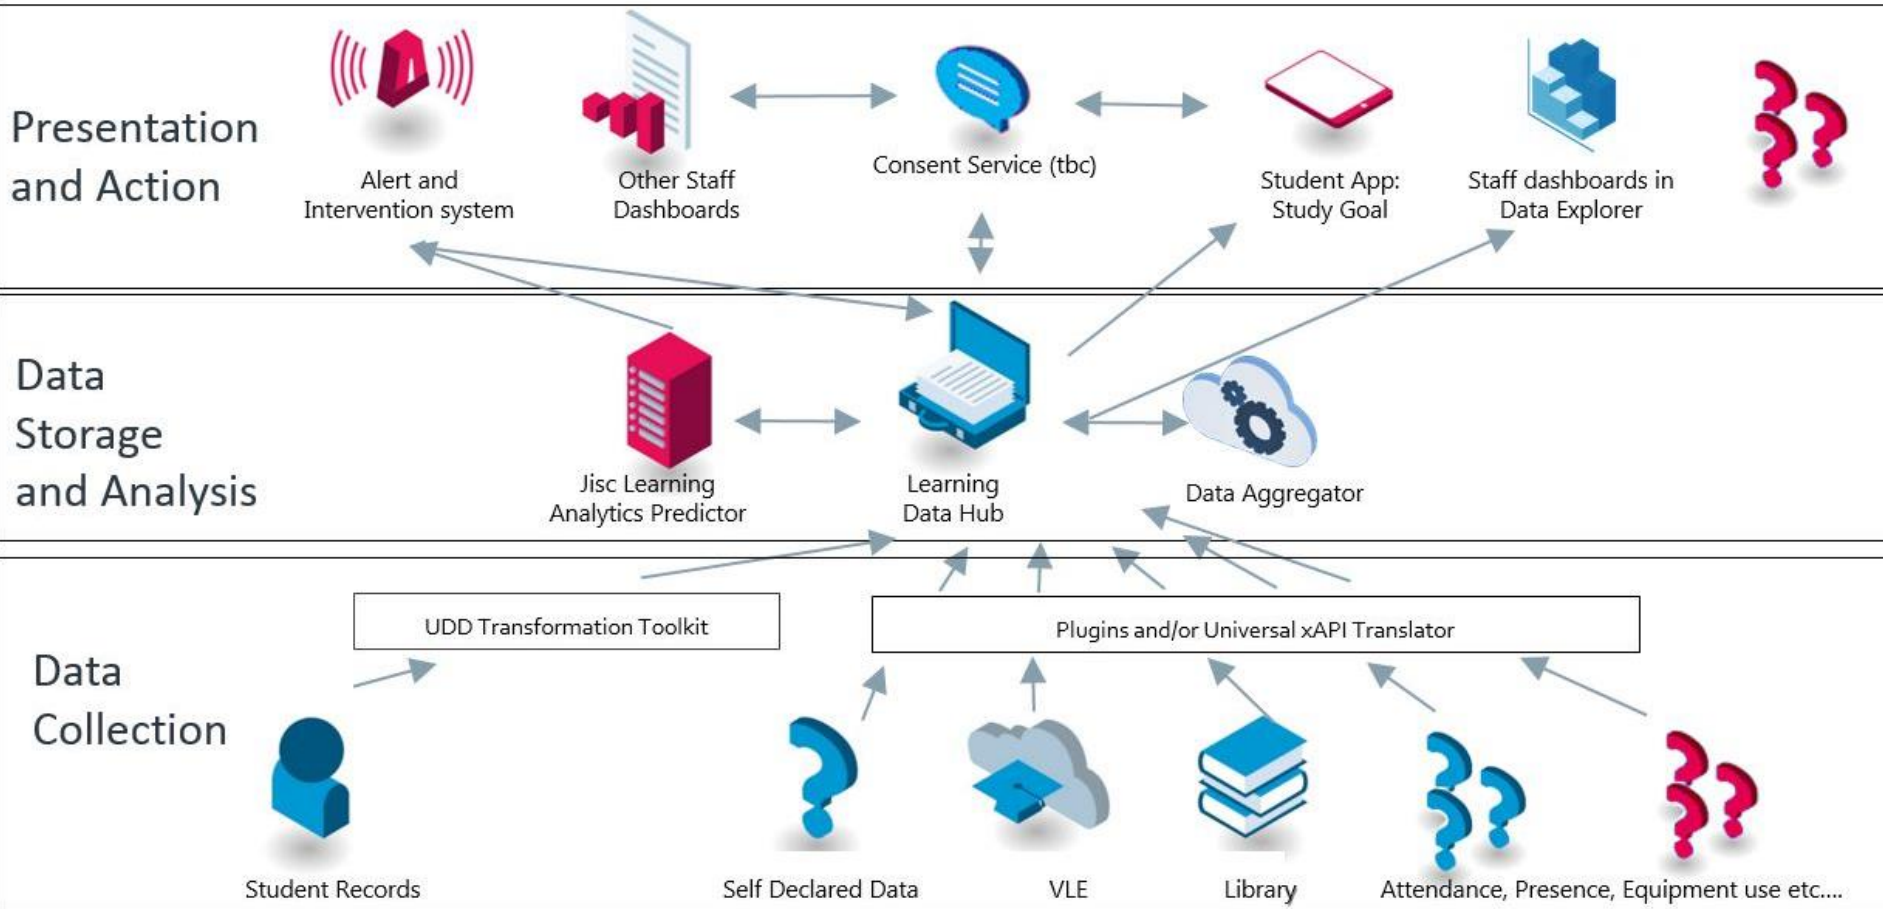 Presentation
and Action
Alert and
Intervention system
Other Staff
Dashboards
Consent Service (tbc)
Student App:
Study Goal
Staff dashboards in
Data Explorer
Data
Storage
and Analysis
Jisc Learning
Analytics Predictor
Learning
Data Hub
Data Aggregator
Data
Collection
UDD Transformation Toolkit
Plugins and/or Universal xAPI Translator
Student Records
Self Declared Data
VLE
Library
Attendance, Presence, Equipment use etc....